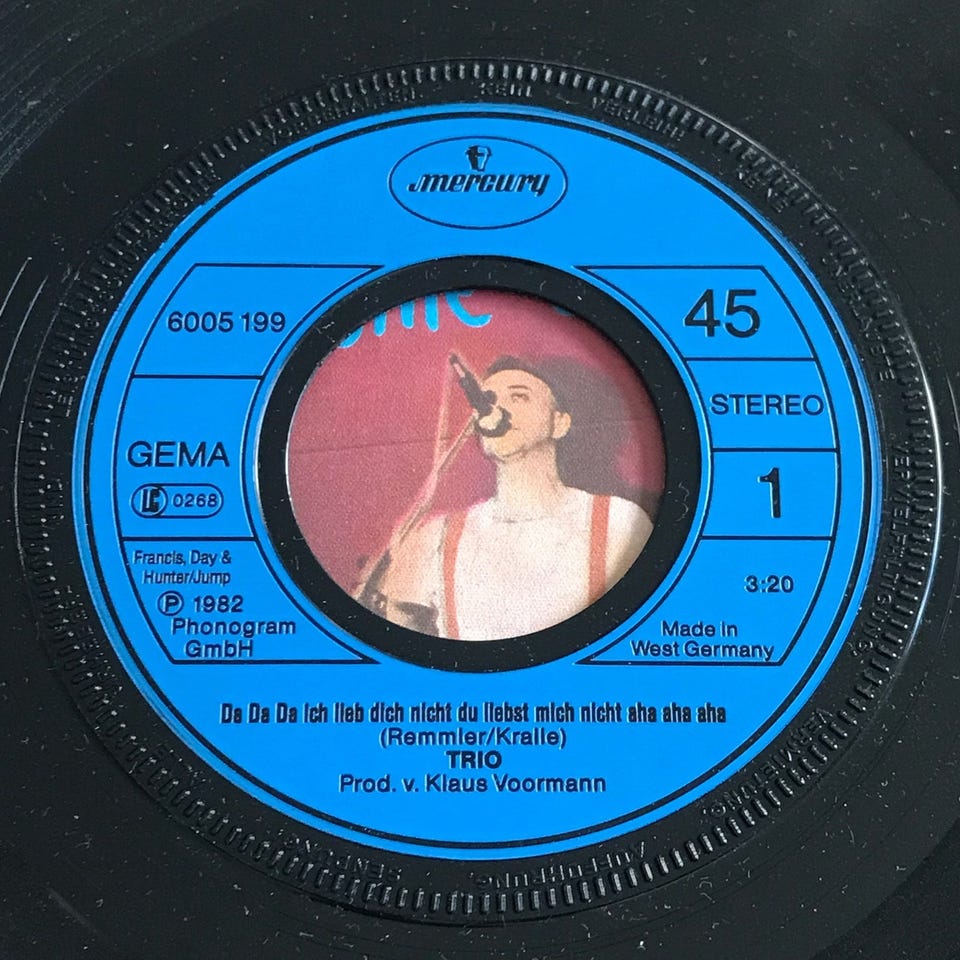 mercury
6005 199
45
STEREO
GEMA
1
LC 0268
Francis, Day &
Hunter/Jump
℗ 1982
Phonogram
GmbH
3:20
Made in
West Germany
Da Da Da ich lieb dich nicht du liebst mich nicht aha aha aha
(Remmler/Kralle)
TRIO
Prod. v. Klaus Voormann